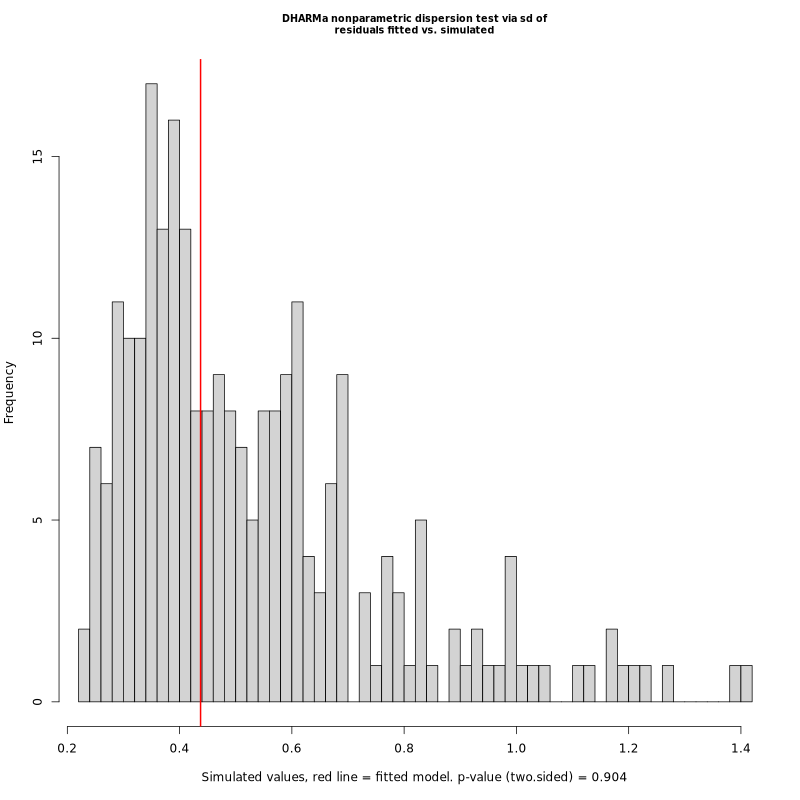 DHARMa nonparametric dispersion test via sd of
residuals fitted vs. simulated
Frequency
15
10
5
0
0.2 0.4 0.6 0.8 1.0 1.2 1.4
Simulated values, red line = fitted model. p-value (two.sided) = 0.904